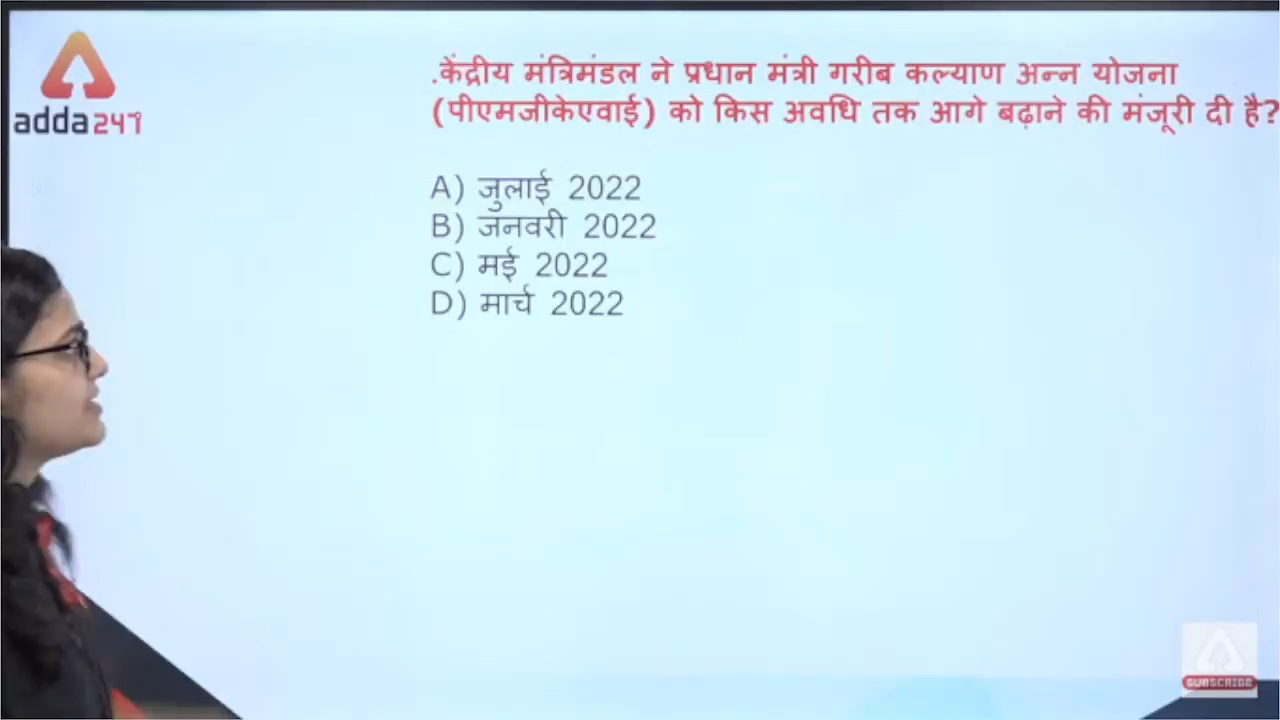 adda247
.केंद्रीय मंत्रिमंडल ने प्रधान मंत्री गरीब कल्याण अन्न योजना
(पीएमजीकेएवाई) को किस अवधि तक आगे बढ़ाने की मंजूरी दी है?
A) जुलाई 2022
B) जनवरी 2022
C) मई 2022
D) मार्च 2022
SUBSCRIBE